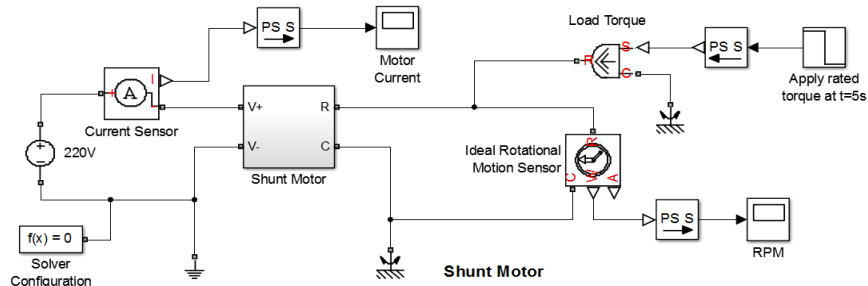 PS S
Motor
Current
I
A
+
-
Current Sensor
220V
+
-
V+
V-
R
C
Shunt Motor
f(x) = 0
Solver
Configuration
Load Torque
R
S
C
PS S
Apply rated
torque at t=5s
Ideal Rotational
Motion Sensor
R
C
W
A
PS S
RPM
Shunt Motor